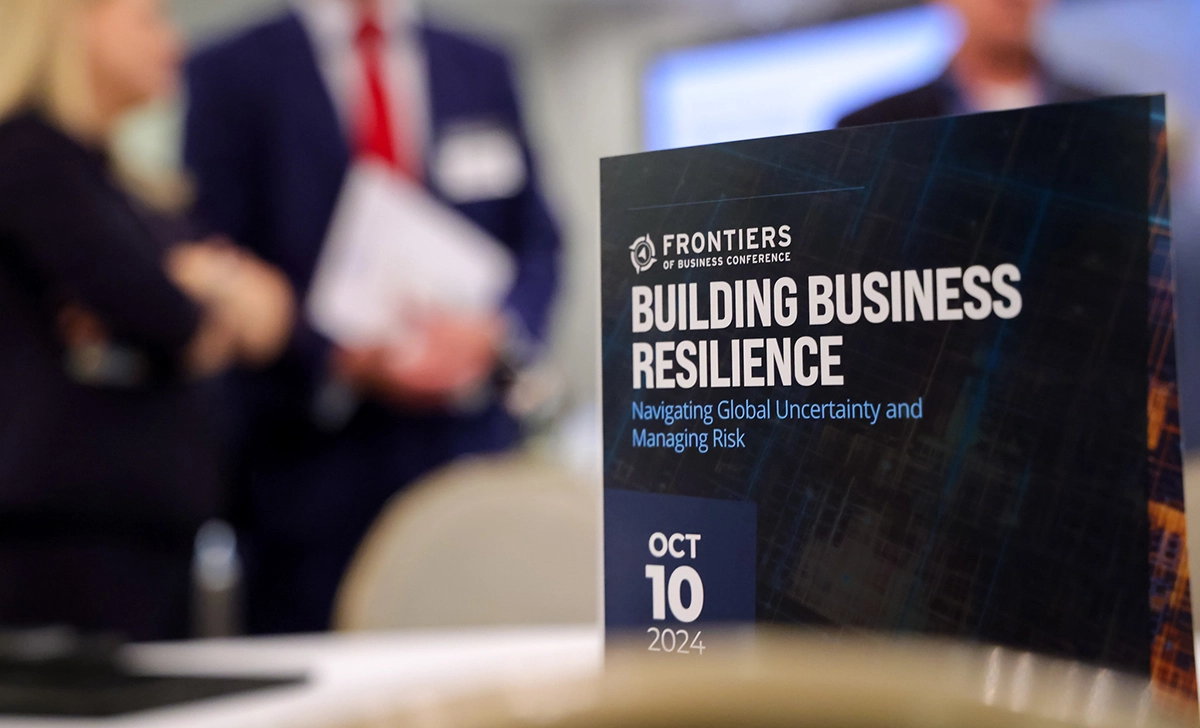 FRONTIERS
OF BUSINESS CONFERENCE
BUILDING BUSINESS
RESILIENCE
Navigating Global Uncertainty and
Managing Risk
OCT
10
2024